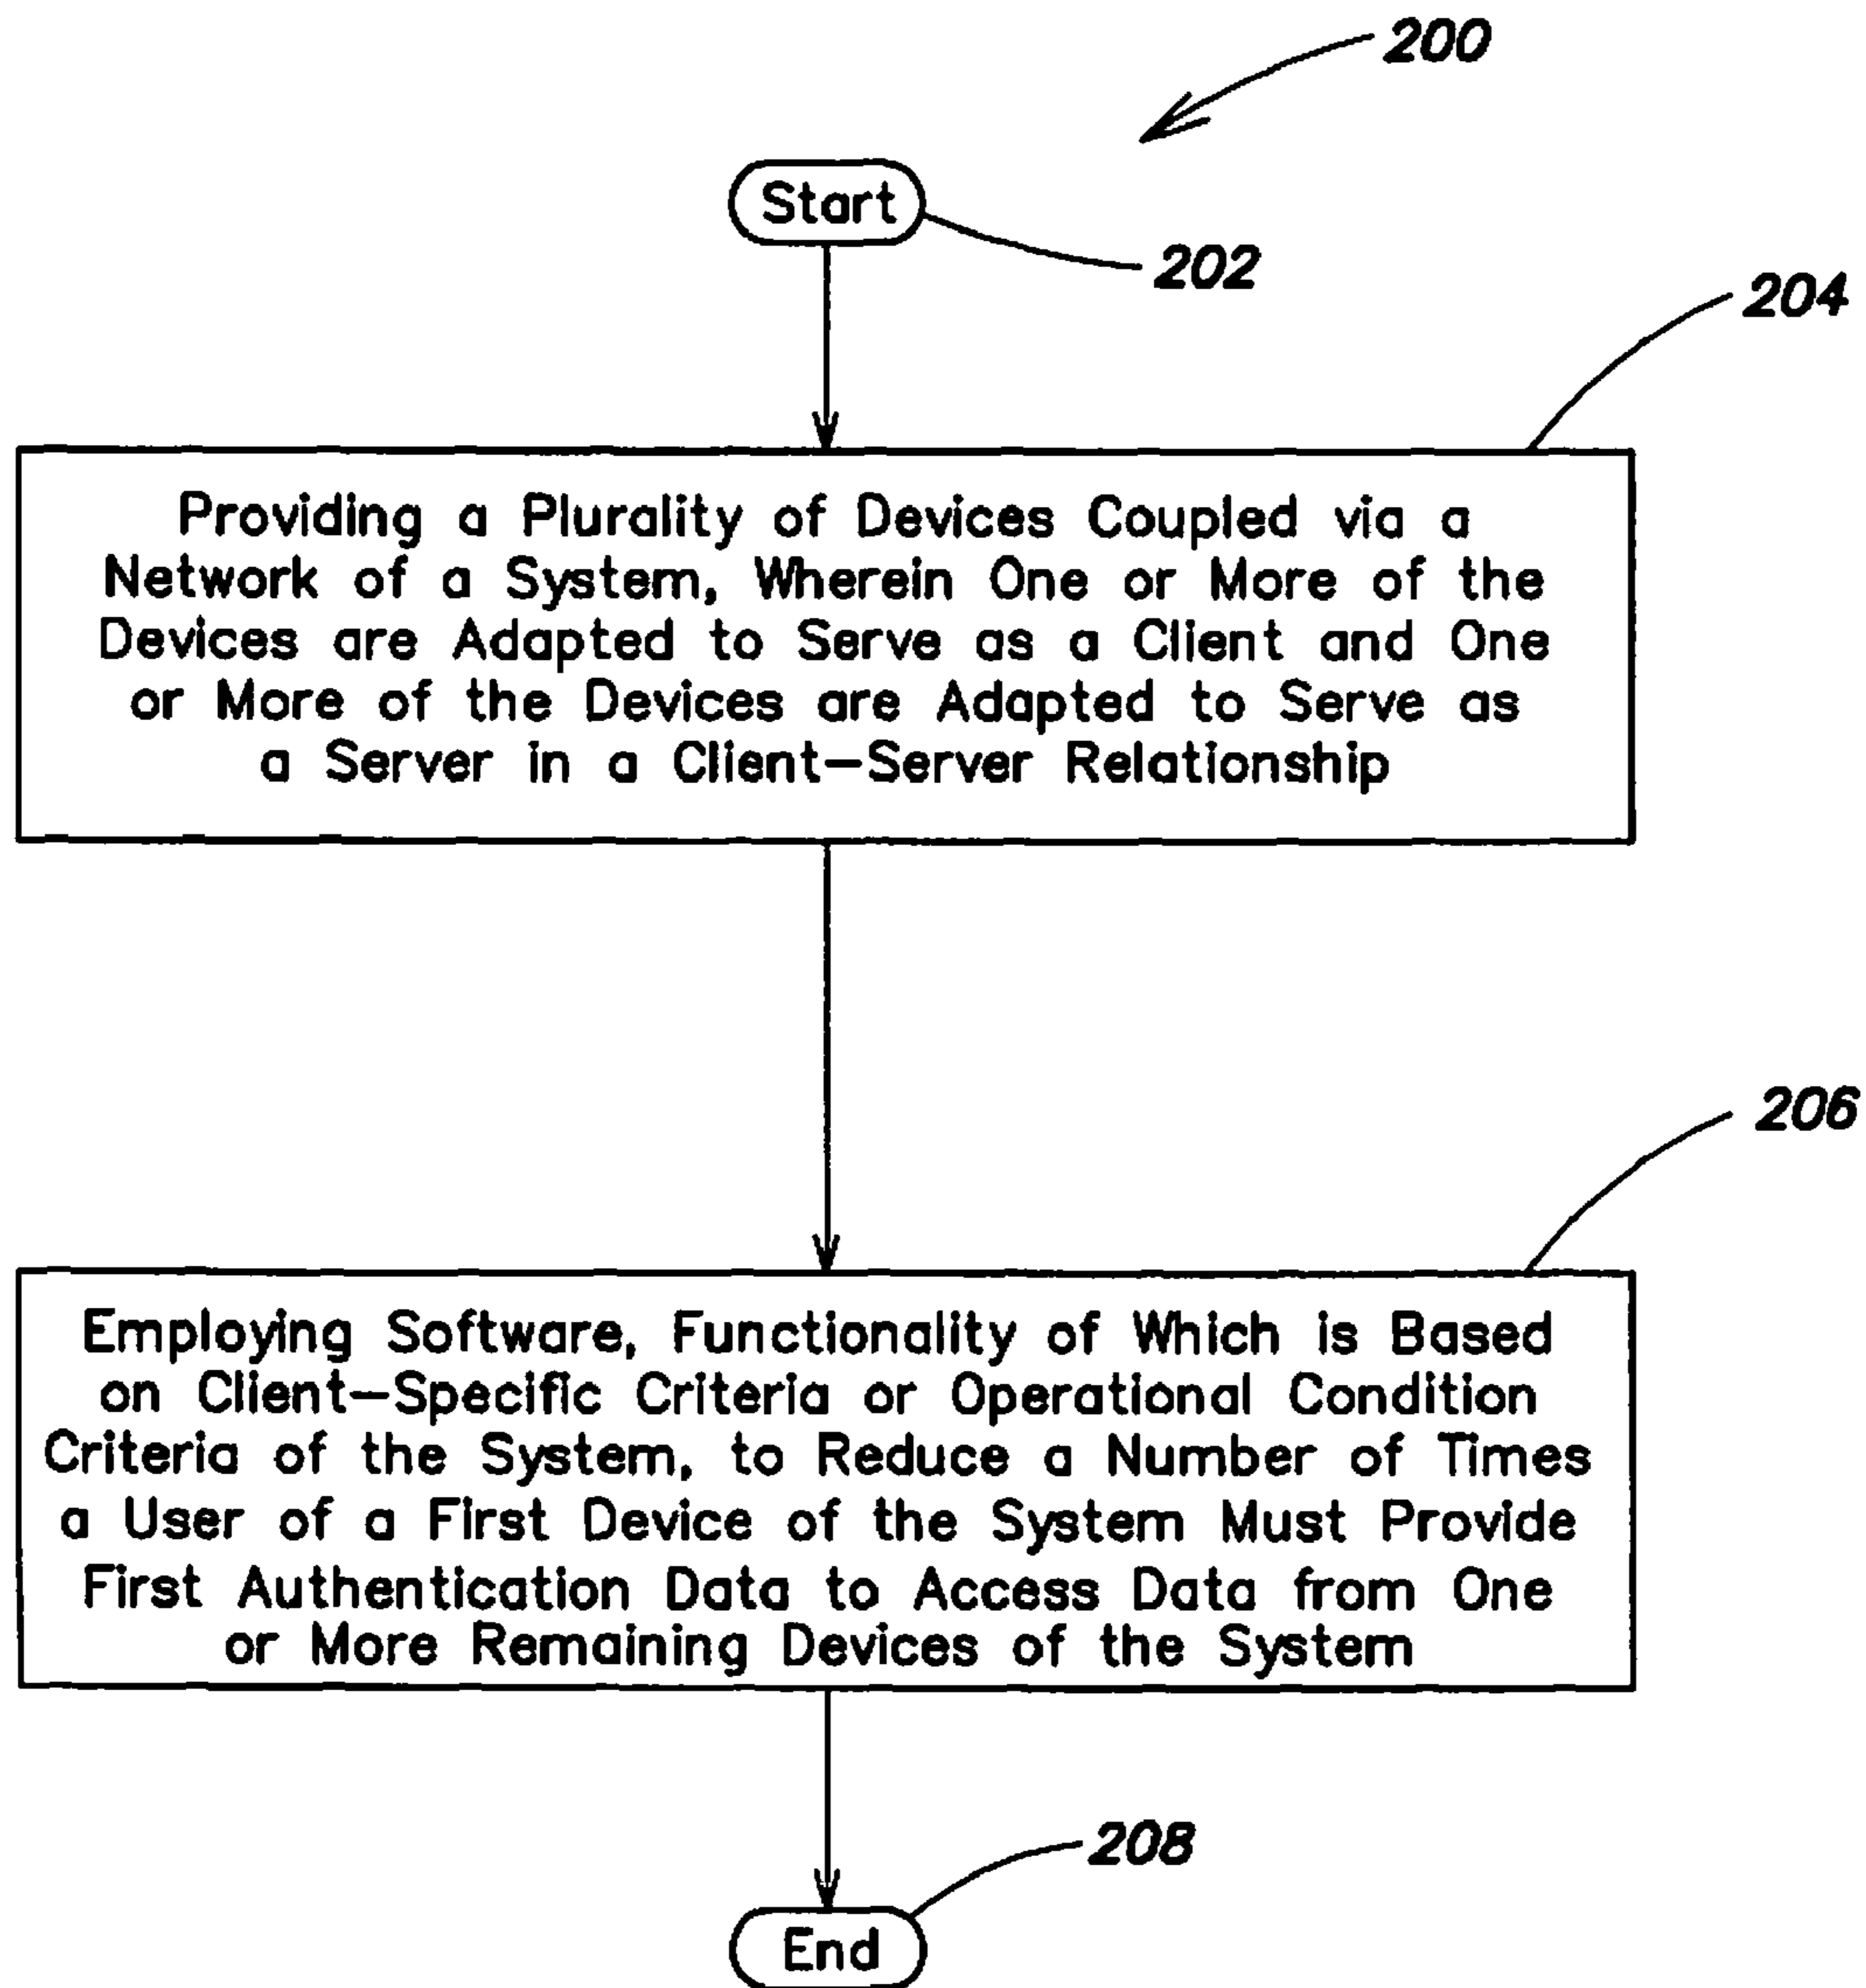 200
Start
202
204
Providing a Plurality of Devices Coupled via a
Network of a System, Wherein One or More of the
Devices are Adapted to Serve as a Client and One
or More of the Devices are Adapted to Serve as
a Server in a Client–Server Relationship
206
Employing Software, Functionality of Which is Based
on Client–Specific Criteria or Operational Condition
Criteria of the System, to Reduce a Number of Times
a User of a First Device of the System Must Provide
First Authentication Data to Access Data from One
or More Remaining Devices of the System
208
End